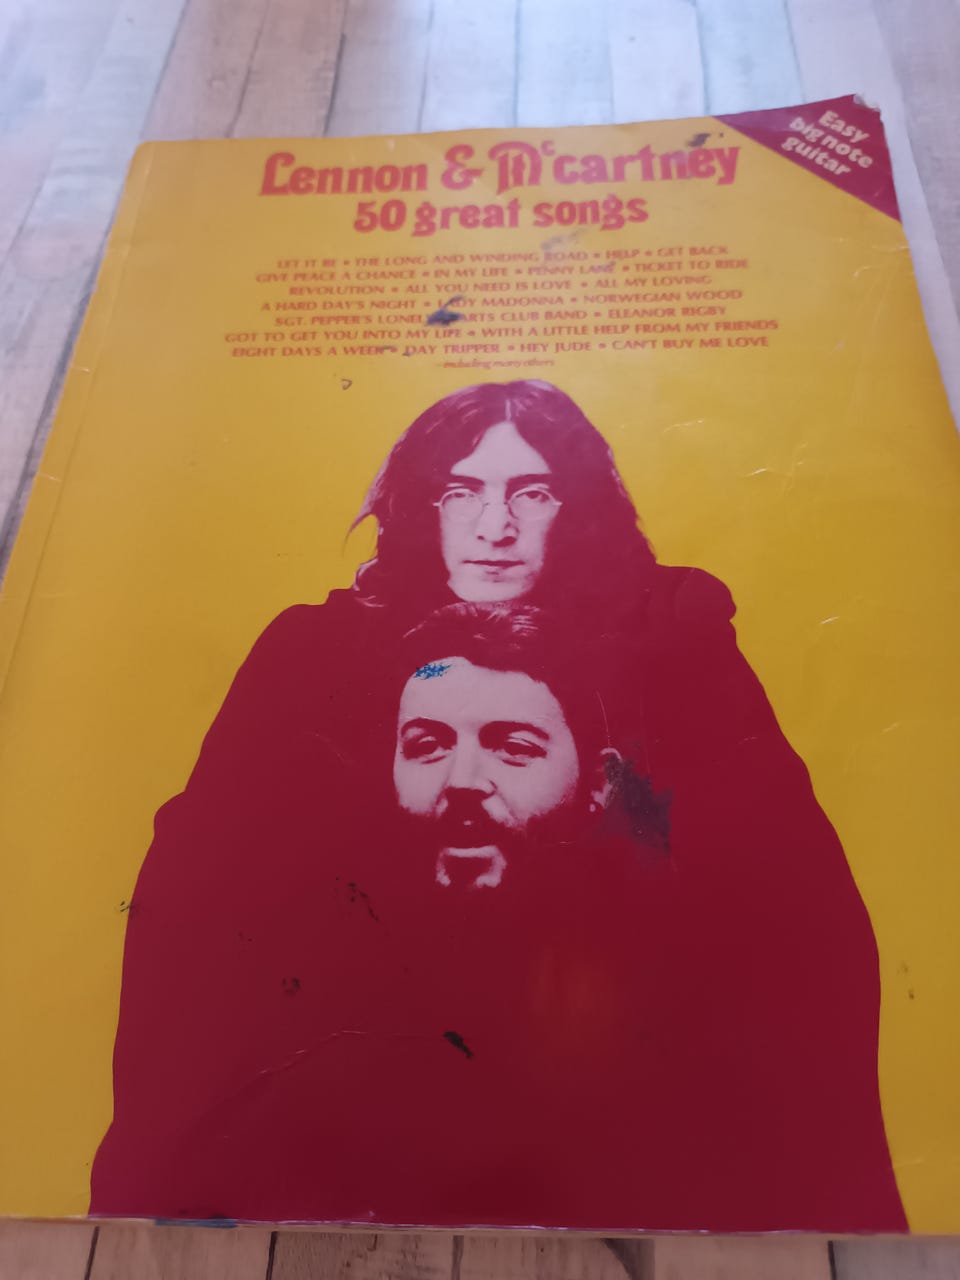 Easy
big note
guitar
Lennon & Mccartney
50 great songs
LET IT BE • THE LONG AND WINDING ROAD • HELP • GET BACK
GIVE PEACE A CHANCE • IN MY LIFE • PENNY LANE • TICKET TO RIDE
REVOLUTION • ALL YOU NEED IS LOVE • ALL MY LOVING
A HARD DAY'S NIGHT • LADY MADONNA • NORWEGIAN WOOD
SGT. PEPPER'S LONELY HEARTS CLUB BAND • ELEANOR RIGBY
GOT TO GET YOU INTO MY LIFE • WITH A LITTLE HELP FROM MY FRIENDS
EIGHT DAYS A WEEK • DAY TRIPPER • HEY JUDE • CAN'T BUY ME LOVE
—including many others